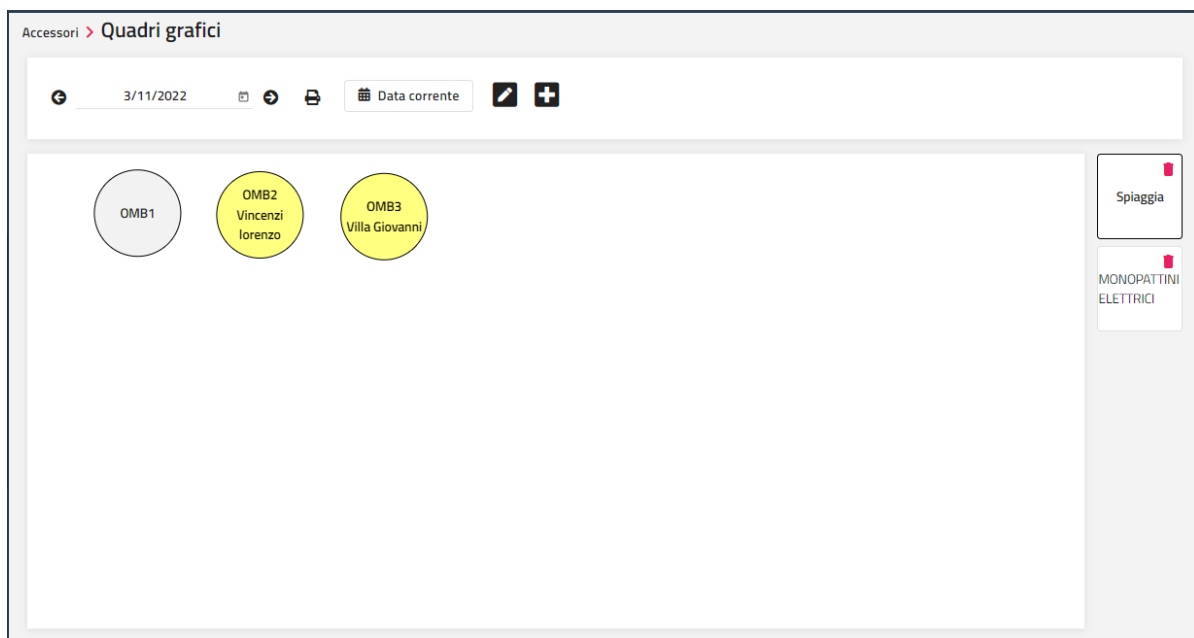 Accessori > Quadri grafici
3/11/2022
Data corrente
OMB1
OMB2
Vincenzi
lorenzo
OMB3
Villa Giovanni
Spiaggia
MONOPATTINI
ELETTRICI